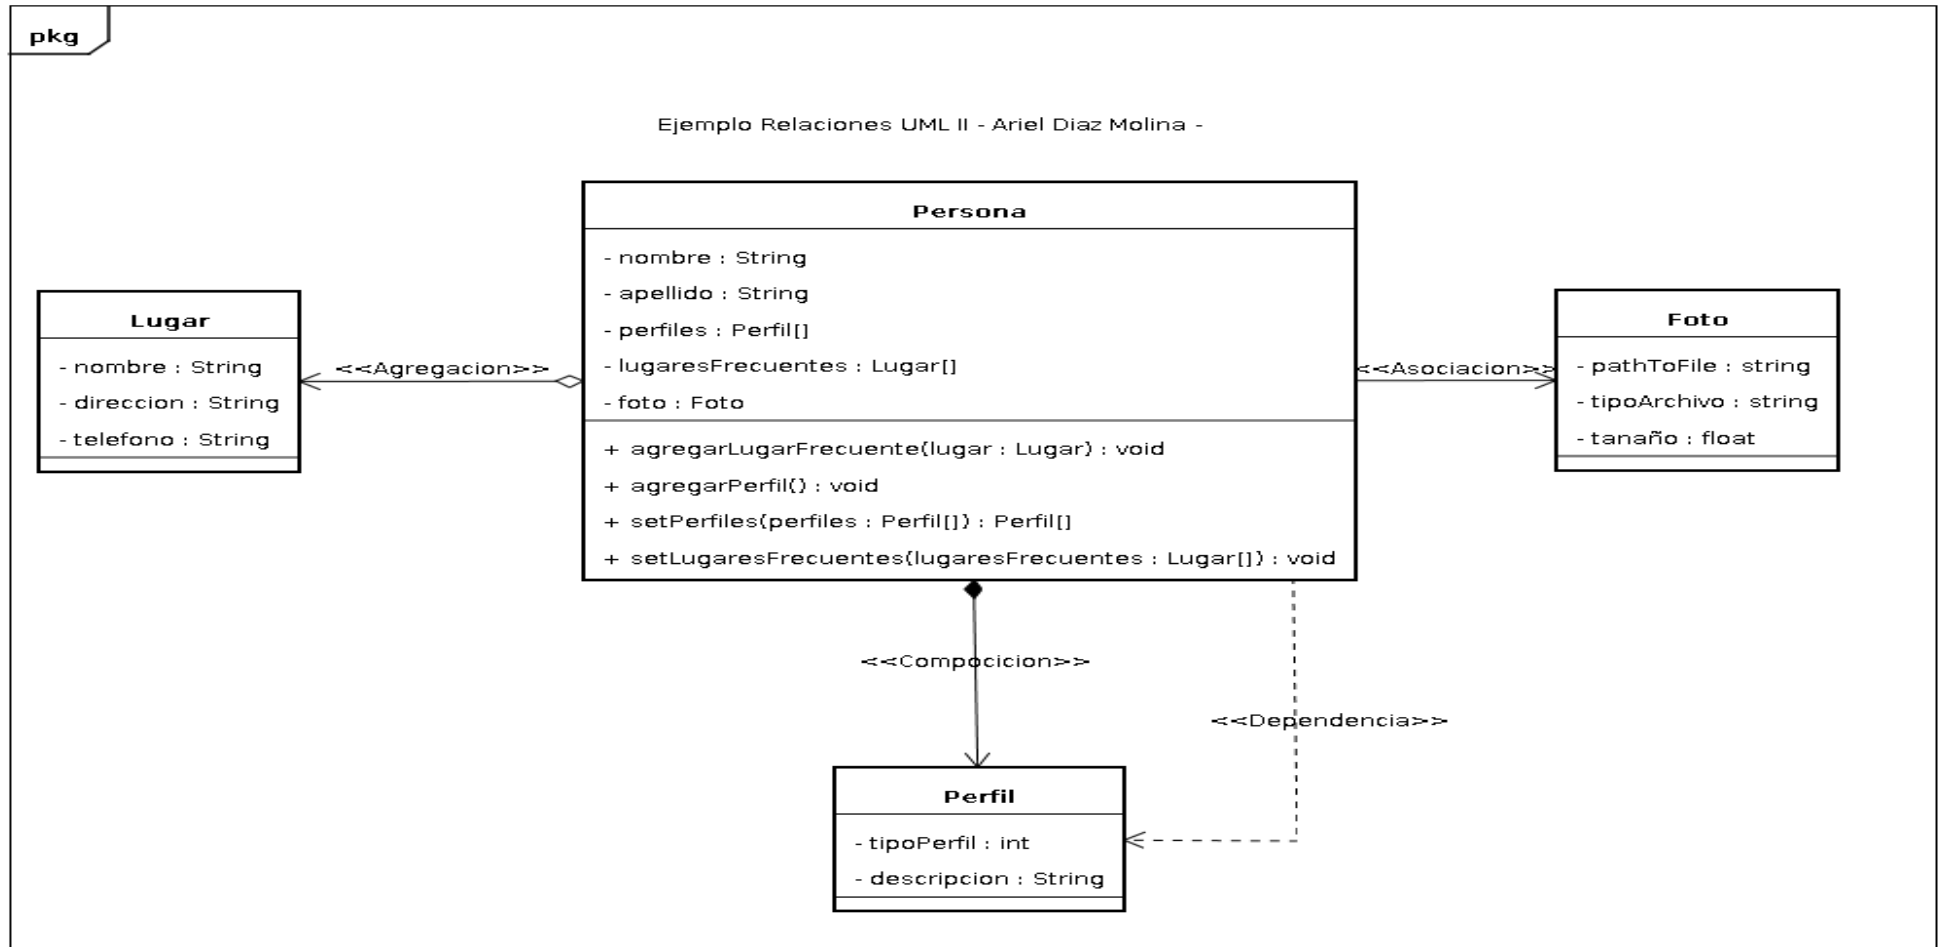 pkg
Ejemplo Relaciones UML II - Ariel Diaz Molina -
Persona
- nombre : String
- apellido : String
- perfiles : Perfil[]
- lugaresFrecuentes : Lugar[]
- foto : Foto
+ agregarLugarFrecuente(lugar : Lugar) : void
+ agregarPerfil() : void
+ setPerfiles(perfiles : Perfil[]) : Perfil[]
+ setLugaresFrecuentes(lugaresFrecuentes : Lugar[]) : void
Lugar
- nombre : String
- direccion : String
- telefono : String
<<Agregacion>>
<<Asociacion>>
Foto
- pathToFile : string
- tipoArchivo : string
- tanaño : float
<<Compocicion>>
<<Dependencia>>
Perfil
- tipoPerfil : int
- descripcion : String